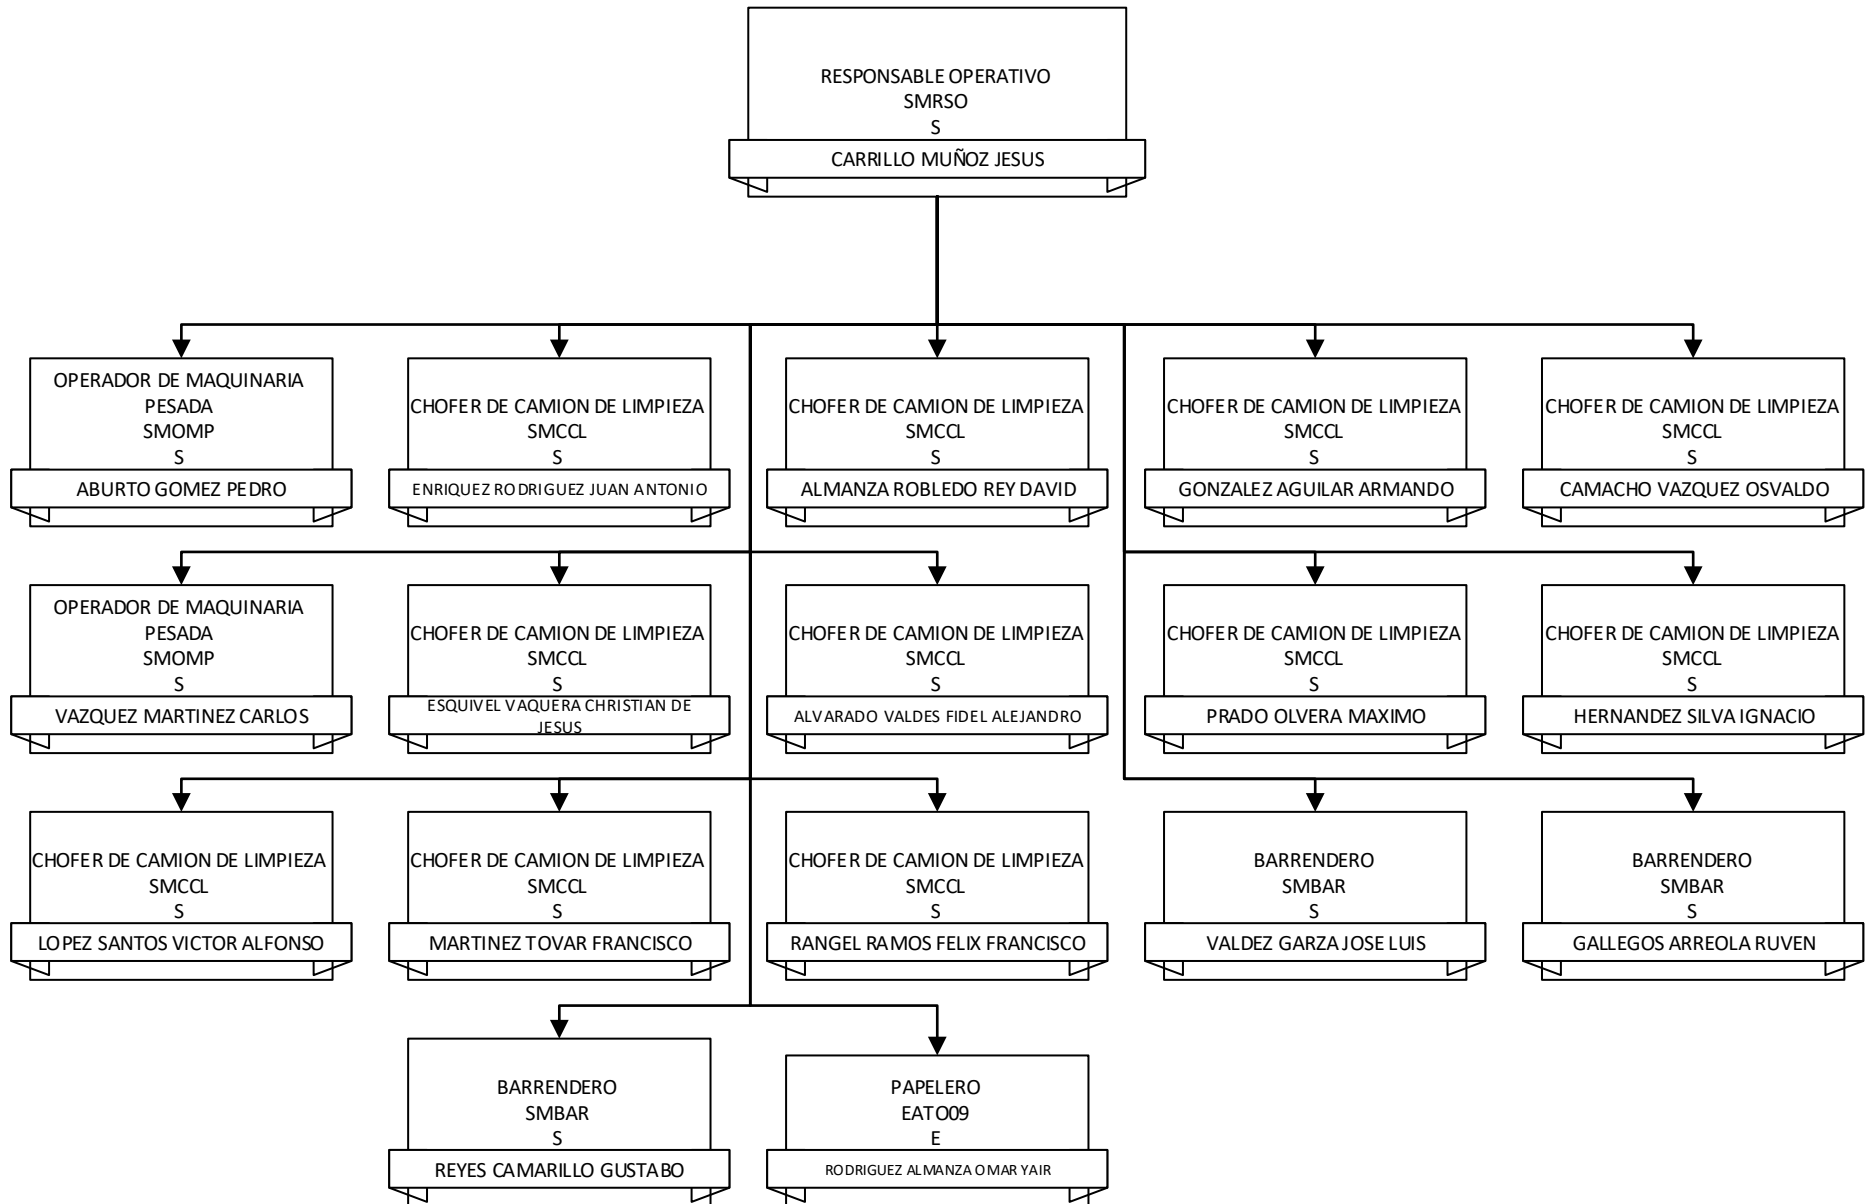 RESPONSABLE OPERATIVO
SMRSO
S
CARRILLO MUÑOZ JESUS
OPERADOR DE MAQUINARIA
PESADA
SMOMP
S
ABURTO GOMEZ PEDRO
CHOFER DE CAMION DE LIMPIEZA
SMCCL
S
ENRIQUEZ RODRIGUEZ JUAN ANTONIO
CHOFER DE CAMION DE LIMPIEZA
SMCCL
S
ALMANZA ROBLEDO REY DAVID
CHOFER DE CAMION DE LIMPIEZA
SMCCL
S
GONZALEZ AGUILAR ARMANDO
CHOFER DE CAMION DE LIMPIEZA
SMCCL
S
CAMACHO VAZQUEZ OSVALDO
OPERADOR DE MAQUINARIA
PESADA
SMOMP
S
VAZQUEZ MARTINEZ CARLOS
CHOFER DE CAMION DE LIMPIEZA
SMCCL
S
ESQUIVEL VAQUERA CHRISTIAN DE
JESUS
CHOFER DE CAMION DE LIMPIEZA
SMCCL
S
ALVARADO VALDES FIDEL ALEJANDRO
CHOFER DE CAMION DE LIMPIEZA
SMCCL
S
PRADO OLVERA MAXIMO
CHOFER DE CAMION DE LIMPIEZA
SMCCL
S
HERNANDEZ SILVA IGNACIO
CHOFER DE CAMION DE LIMPIEZA
SMCCL
S
LOPEZ SANTOS VICTOR ALFONSO
CHOFER DE CAMION DE LIMPIEZA
SMCCL
S
MARTINEZ TOVAR FRANCISCO
CHOFER DE CAMION DE LIMPIEZA
SMCCL
S
RANGEL RAMOS FELIX FRANCISCO
BARRENDERO
SMBAR
S
VALDEZ GARZA JOSE LUIS
BARRENDERO
SMBAR
S
GALLEGOS ARREOLA RUVEN
BARRENDERO
SMBAR
S
REYES CAMARILLO GUSTABO
PAPELERO
EATO09
E
RODRIGUEZ ALMANZA OMAR YAIR